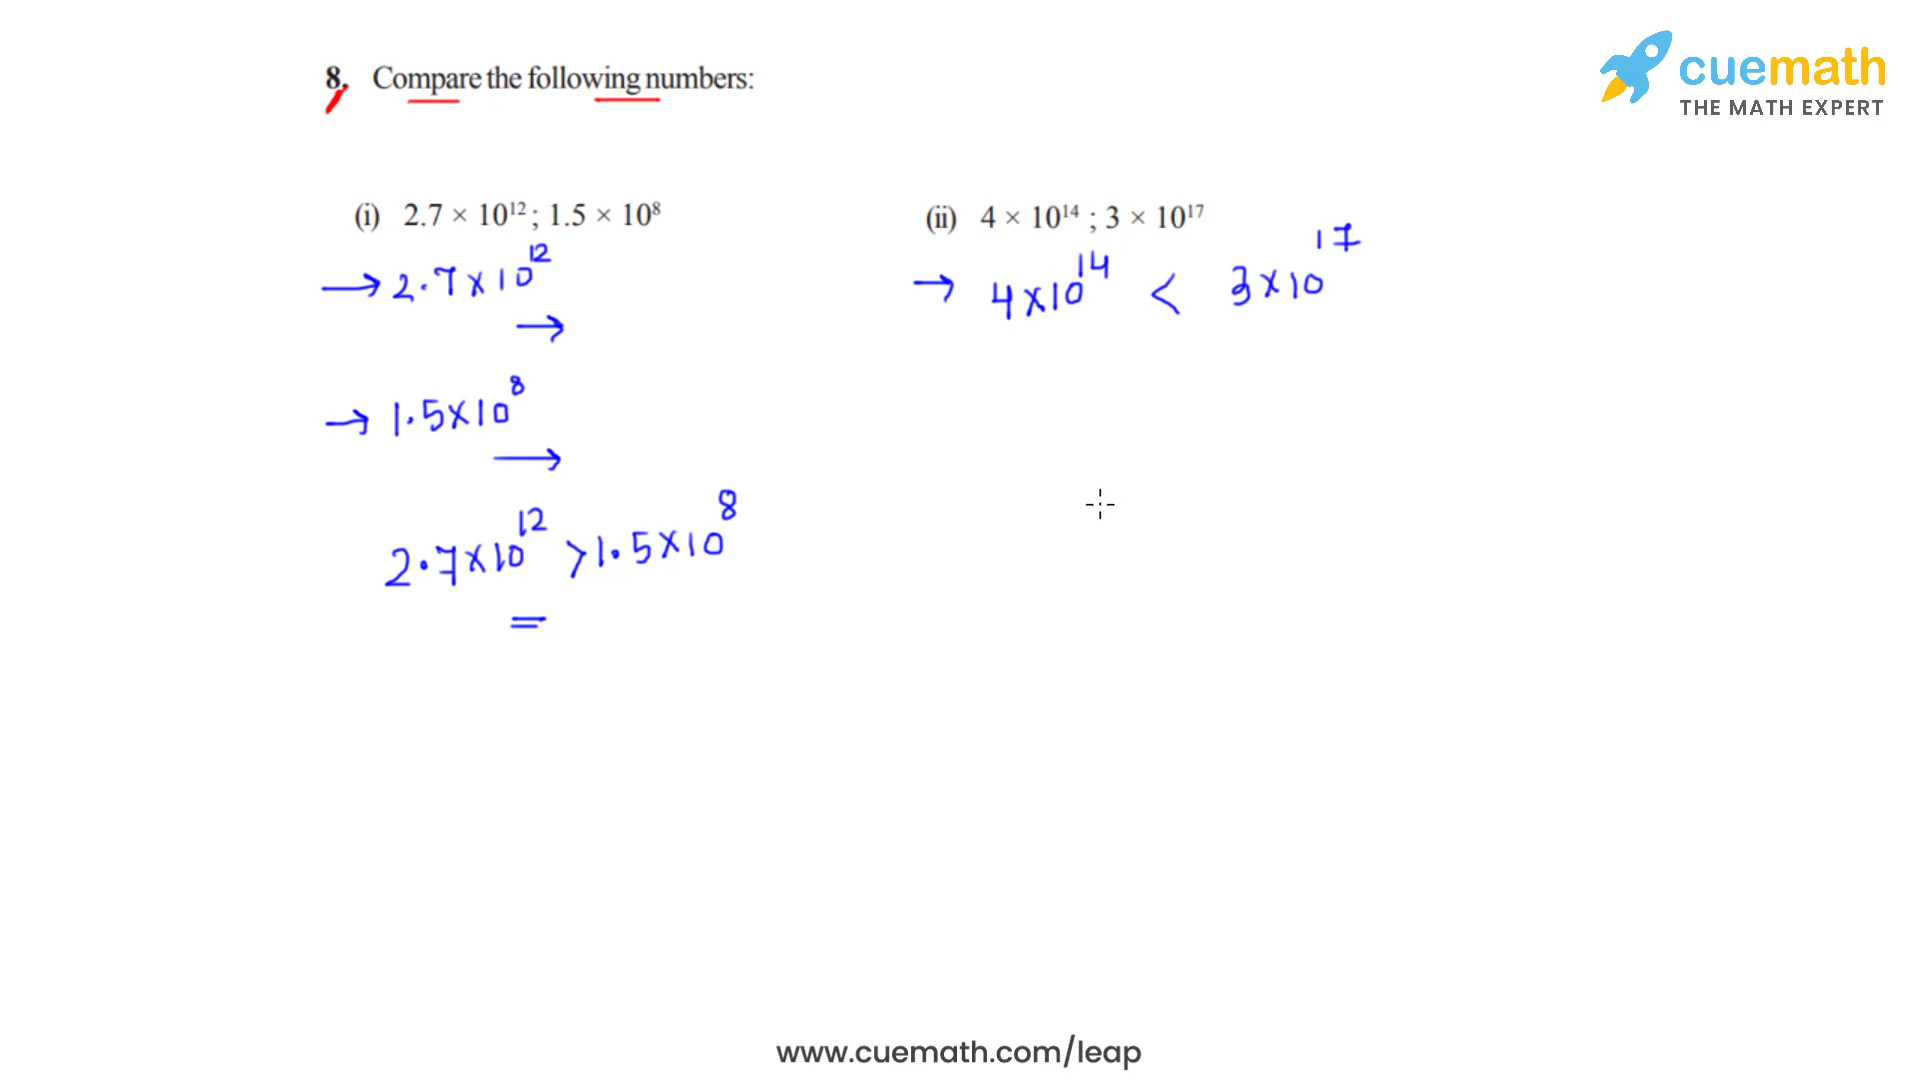 8. Compare the following numbers:
cuemath
THE MATH EXPERT
(i) 2.7 × 10¹² ; 1.5 × 10⁸
→ 2.7 × 10¹²
→
→ 1.5 × 10⁸
→
2.7 × 10¹² > 1.5 × 10⁸
=
(ii) 4 × 10¹⁴ ; 3 × 10¹⁷
→ 4 × 10¹⁴ < 3 × 10¹⁷
www.cuemath.com/leap